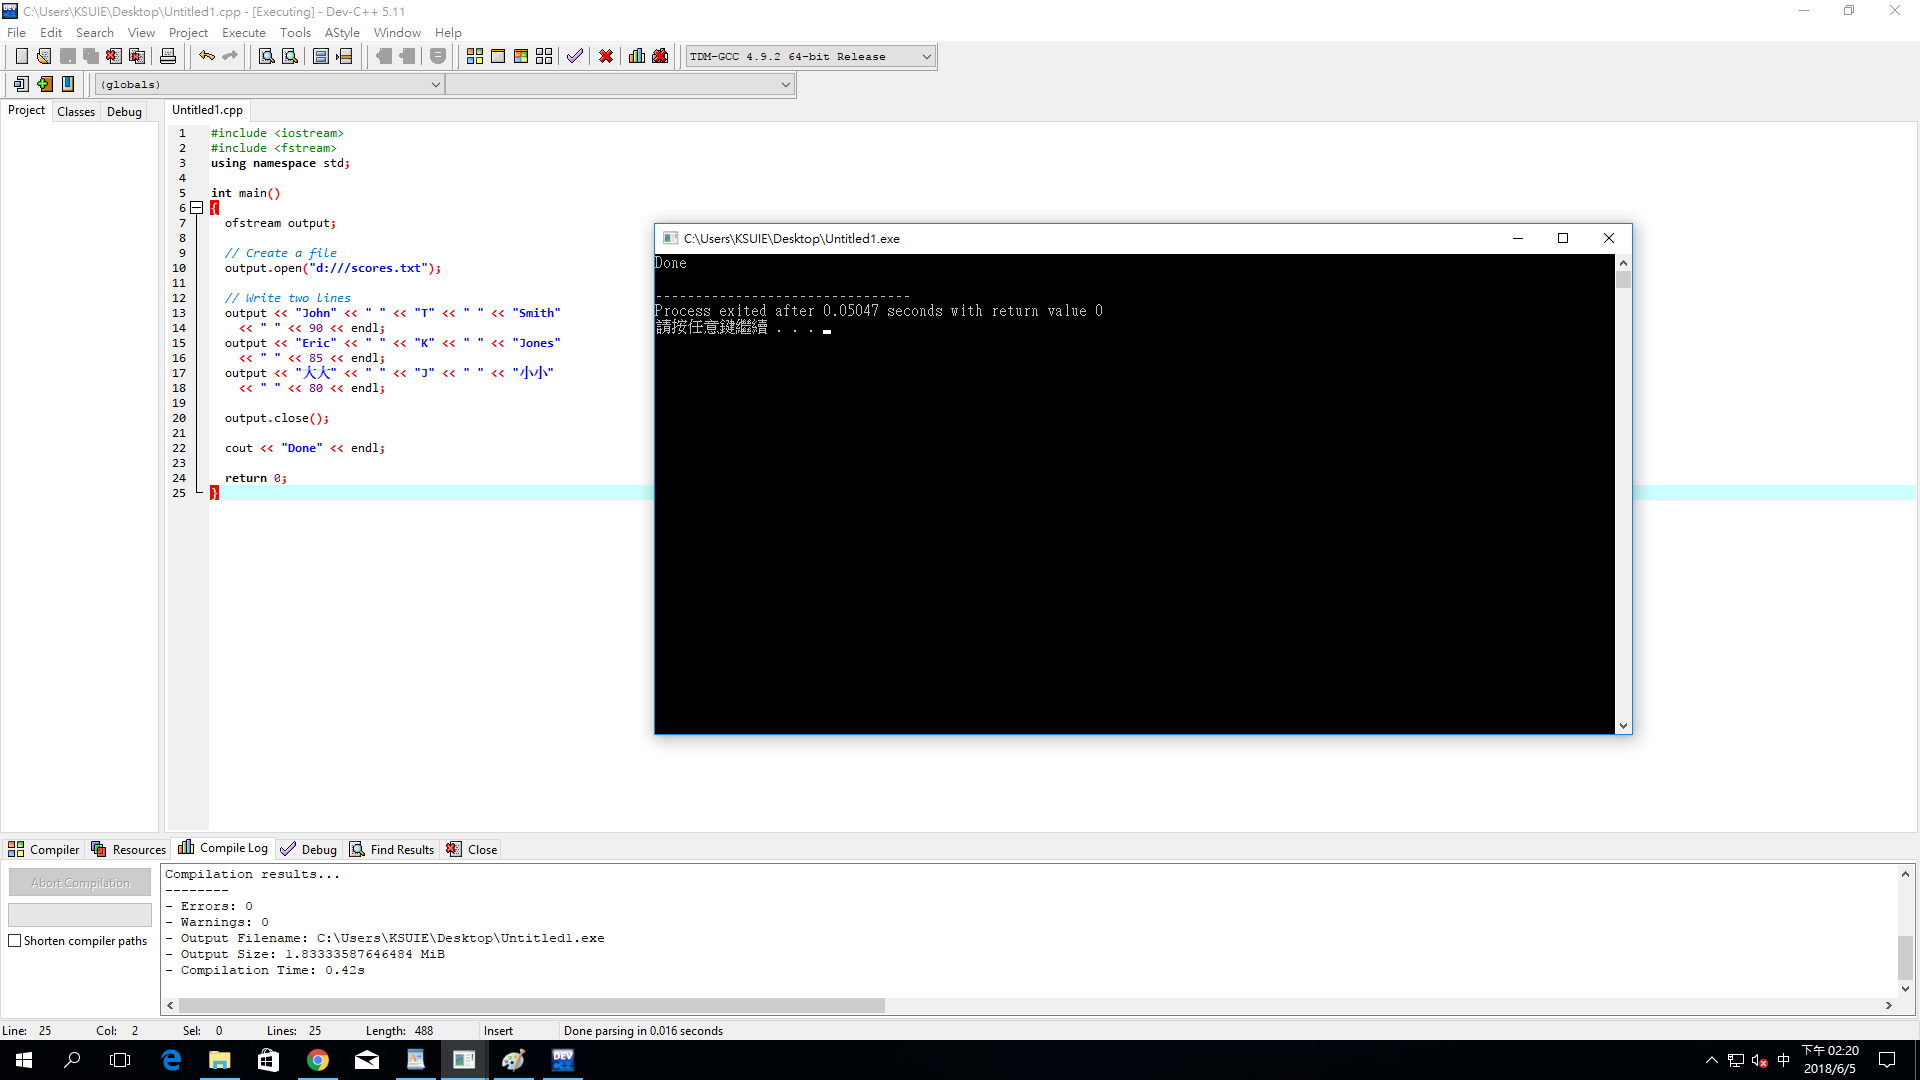 C:\Users\KSUIE\Desktop\Untitled1.cpp - [Executing] - Dev-C++ 5.11
File Edit Search View Project Execute Tools AStyle Window Help
TDM-GCC 4.9.2 64-bit Release
(globals)
Project Classes Debug
Untitled1.cpp
1 #include <iostream>
2 #include <fstream>
3 using namespace std;
4
5 int main()
6 {
7 ofstream output;
8
9 // Create a file
10 output.open("d:///scores.txt");
11
12 // Write two lines
13 output << "John" << " " << "T" << " " << "Smith"
14 << " " << 90 << endl;
15 output << "Eric" << " " << "K" << " " << "Jones"
16 << " " << 85 << endl;
17 output << "大大" << " " << "J" << " " << "小小"
18 << " " << 80 << endl;
19
20 output.close();
21
22 cout << "Done" << endl;
23
24 return 0;
25 }
C:\Users\KSUIE\Desktop\Untitled1.exe
Done
--------------------------------
Process exited after 0.05047 seconds with return value 0
請按任意鍵繼續 . . .
Compiler Resources Compile Log Debug Find Results Close
Abort Compilation
Shorten compiler paths
Compilation results...
--------
- Errors: 0
- Warnings: 0
- Output Filename: C:\Users\KSUIE\Desktop\Untitled1.exe
- Output Size: 1.83333587646484 MiB
- Compilation Time: 0.42s
Line: 25 Col: 2 Sel: 0 Lines: 25 Length: 488 Insert Done parsing in 0.016 seconds
DEV
中
下午 02:20
2018/6/5